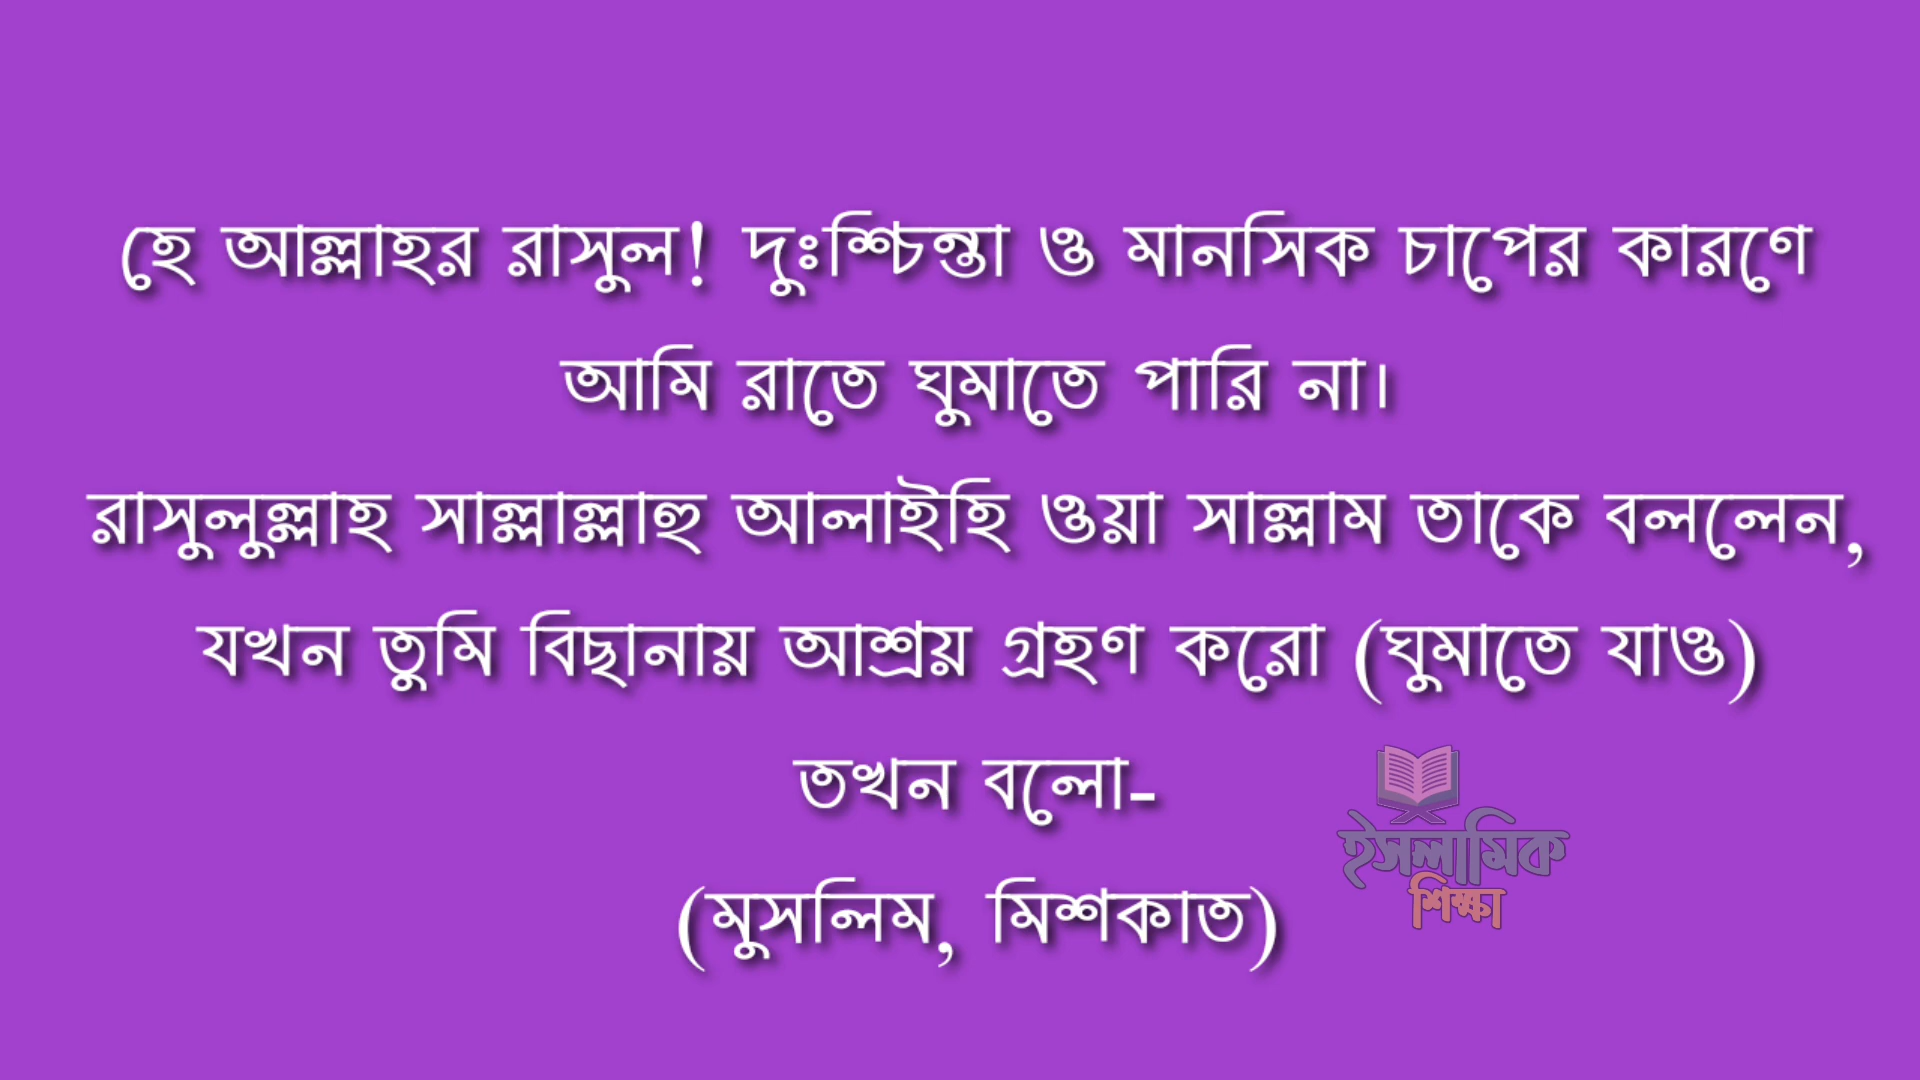 হে আল্লাহর রাসুল! দুঃশ্চিন্তা ও মানসিক চাপের কারণে
আমি রাতে ঘুমাতে পারি না।
রাসুলুল্লাহ সাল্লাল্লাহু আলাইহি ওয়া সাল্লাম তাকে বললেন,
যখন তুমি বিছানায় আশ্রয় গ্রহণ করো (ঘুমাতে যাও)
তখন বলো-
(মুসলিম, মিশকাত)
ইসলামিক
শিক্ষা